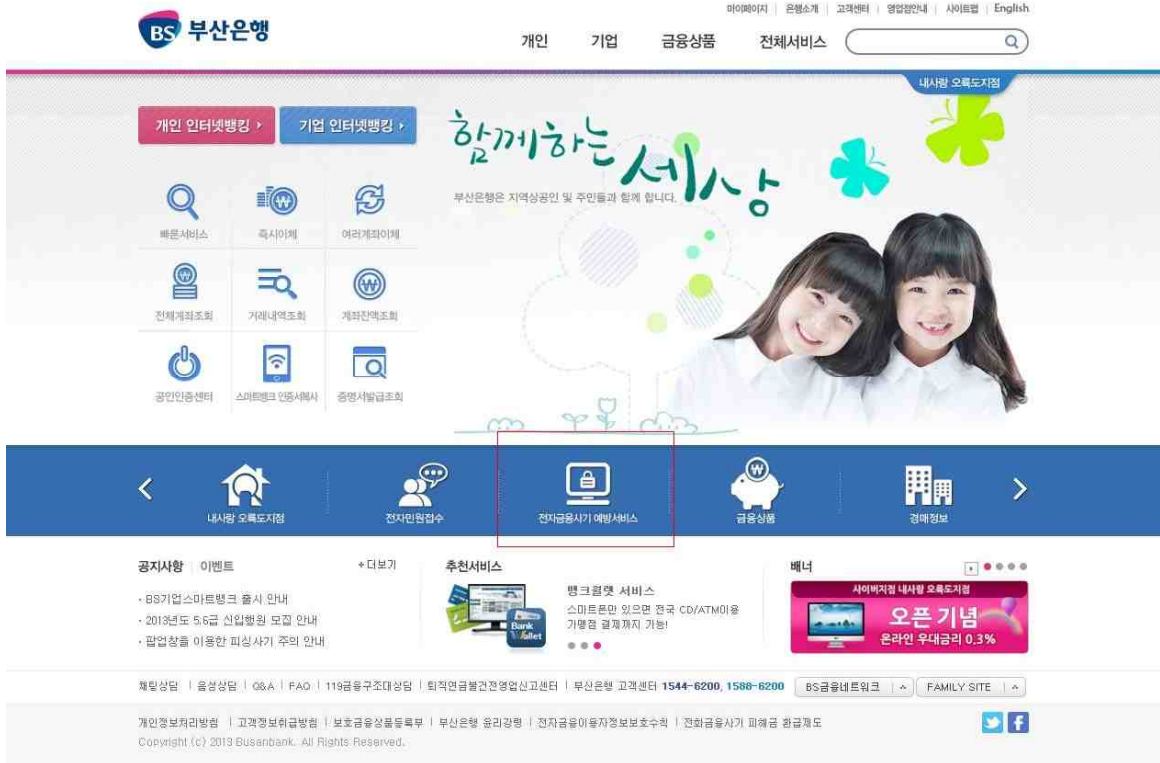 마이페이지 | 은행소개 | 고객센터 | 영업점안내 | 사이트맵 | English
BS 부산은행
개인 기업 금융상품 전체서비스
내사랑 오륙도지점
개인 인터넷뱅킹 기업 인터넷뱅킹
함께하는 세상
부산은행은 지역상공인 및 주민들과 함께 합니다.
빠른서비스 즉시이체 여러계좌이체
전체계좌조회 거래내역조회 계좌잔액조회
공인인증센터 스마트뱅크 인증서복사 증명서발급조회
내사랑 오륙도지점 전자민원접수 전자금융사기 예방서비스 금융상품 경매정보
공지사항 | 이벤트 +더보기
· BS기업스마트뱅크 출시 안내
· 2013년도 5,6급 신입행원 모집 안내
· 팝업창을 이용한 피싱사기 주의 안내
추천서비스
Bank Wallet
뱅크월렛 서비스
스마트폰만 있으면 전국 CD/ATM이용
가맹점 결제까지 가능!
배너
사이버지점 내사랑 오륙도지점
오픈 기념
온라인 우대금리 0.3%
채팅상담 | 음성상담 | Q&A | FAQ | 119금융구조대상담 | 퇴직연금불건전영업신고센터 | 부산은행 고객센터 1544-6200, 1588-6200 BS금융네트워크 FAMILY SITE
개인정보처리방침 | 고객정보취급방침 | 보호금융상품등록부 | 부산은행 윤리강령 | 전자금융이용자정보보호수칙 | 전화금융사기 피해금 환급제도
Copyright (c) 2013 Busanbank. All Rights Reserved.